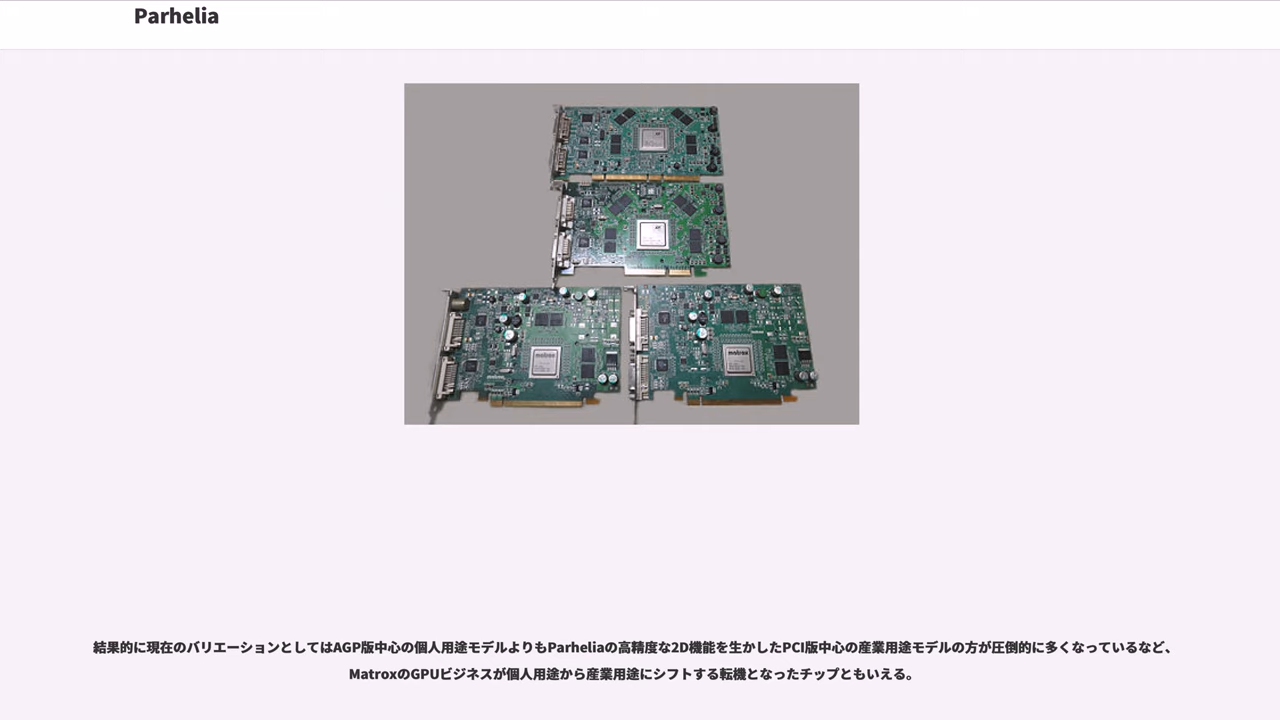 Parhelia
matrox
matrox
結果的に現在のバリエーションとしてはAGP版中心の個人用途モデルよりもParheliaの高精度な2D機能を生かしたPCI版中心の産業用途モデルの方が圧倒的に多くなっているなど、
MatroxのGPUビジネスが個人用途から産業用途にシフトする転機となったチップともいえる。